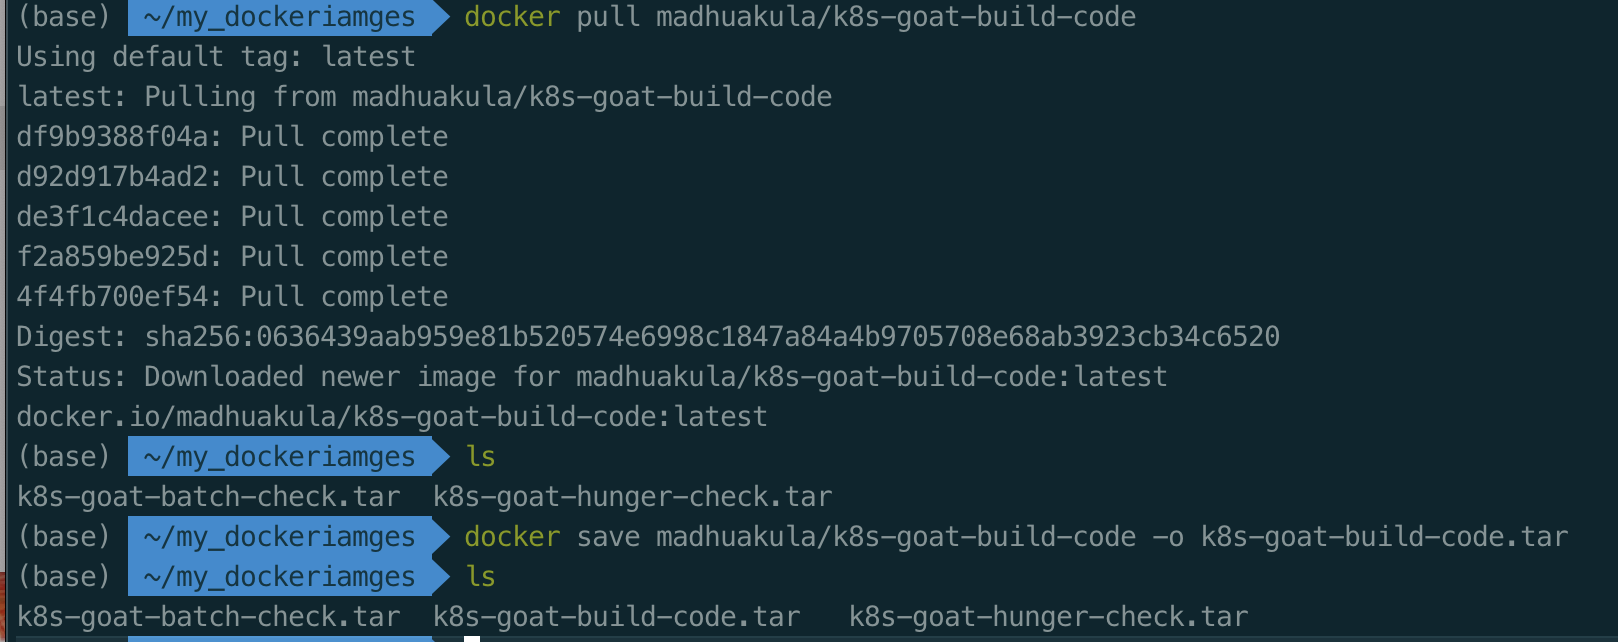 (base) ~/my_dockeriamges docker pull madhuakula/k8s-goat-build-code
Using default tag: latest
latest: Pulling from madhuakula/k8s-goat-build-code
df9b9388f04a: Pull complete
d92d917b4ad2: Pull complete
de3f1c4dacee: Pull complete
f2a859be925d: Pull complete
4f4fb700ef54: Pull complete
Digest: sha256:0636439aab959e81b520574e6998c1847a84a4b9705708e68ab3923cb34c6520
Status: Downloaded newer image for madhuakula/k8s-goat-build-code:latest
docker.io/madhuakula/k8s-goat-build-code:latest
(base) ~/my_dockeriamges ls
k8s-goat-batch-check.tar k8s-goat-hunger-check.tar
(base) ~/my_dockeriamges docker save madhuakula/k8s-goat-build-code -o k8s-goat-build-code.tar
(base) ~/my_dockeriamges ls
k8s-goat-batch-check.tar k8s-goat-build-code.tar k8s-goat-hunger-check.tar